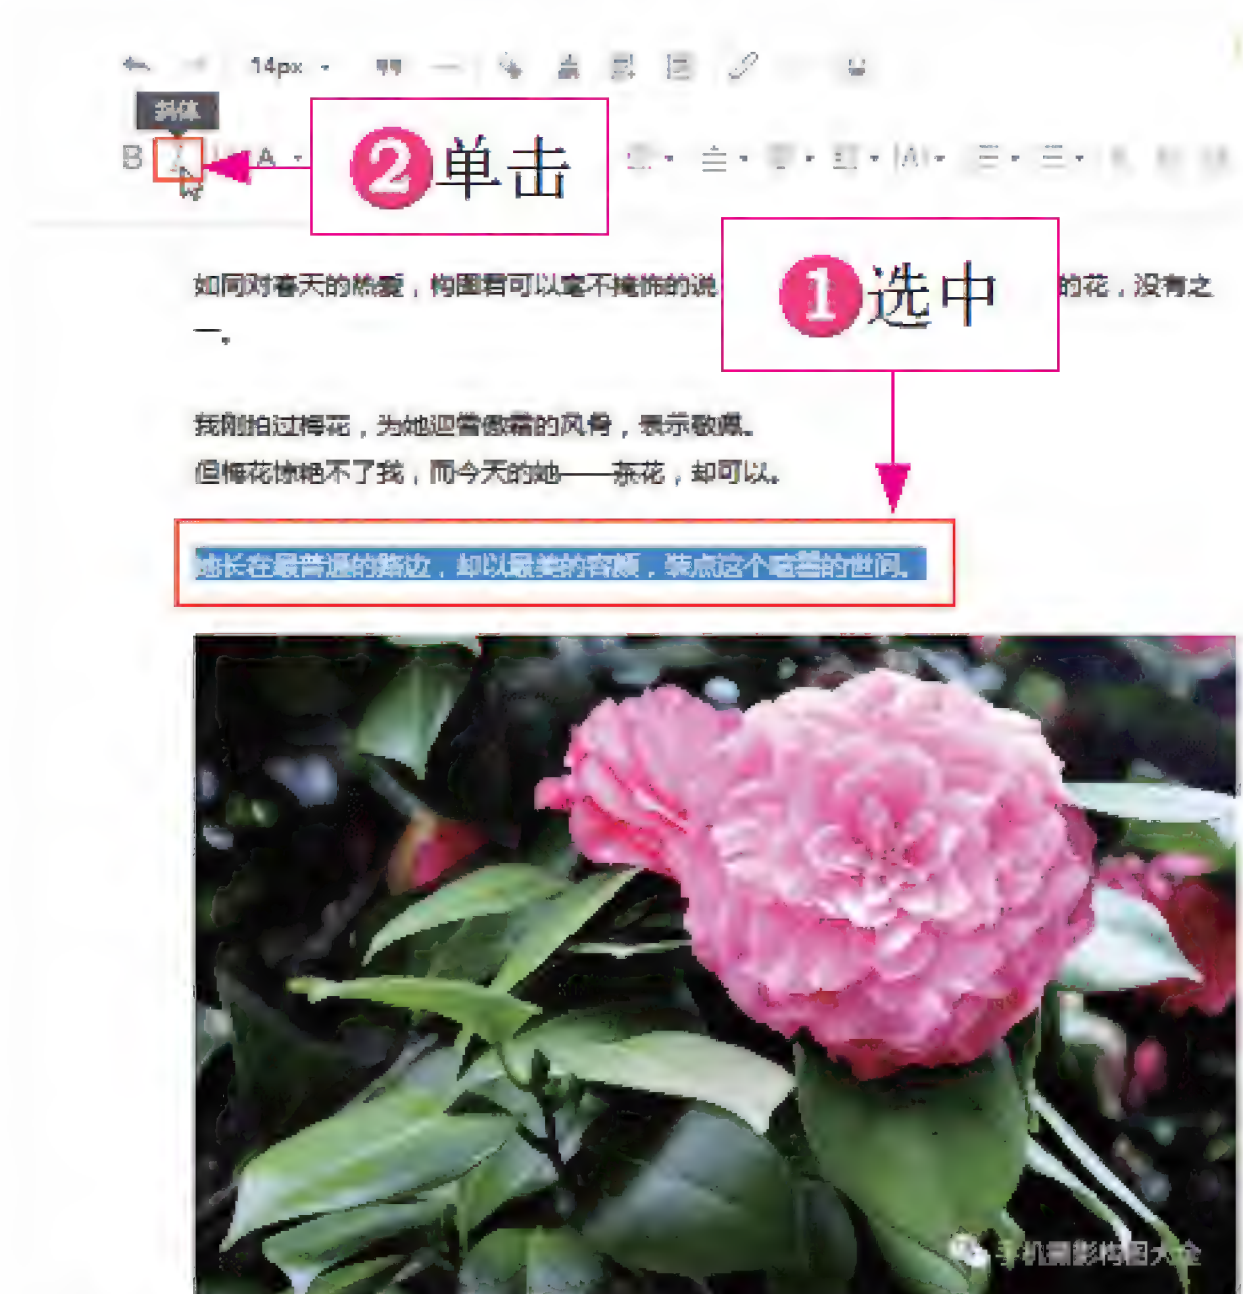 14px
斜体
B I A
❷单击
❶选中
如同对春天的热爱，构图君可以毫不掩饰的说
的花，没有之
一。
我刚拍过梅花，为她迎雪傲霜的风骨，表示敬佩。
但梅花惊艳不了我，而今天的她——茶花，却可以。
她长在最普通的路边，却以最美的容颜，装点这个喧嚣的世间。
手机摄影构图大全